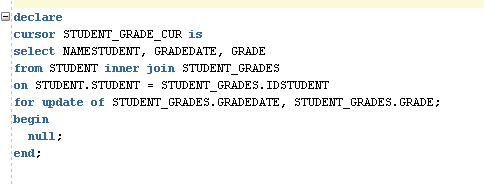 declare
cursor STUDENT_GRADE_CUR is
select NAMESTUDENT, GRADEDATE, GRADE
from STUDENT inner join STUDENT_GRADES
on STUDENT.STUDENT = STUDENT_GRADES.IDSTUDENT
for update of STUDENT_GRADES.GRADEDATE, STUDENT_GRADES.GRADE;
begin
  null;
end;